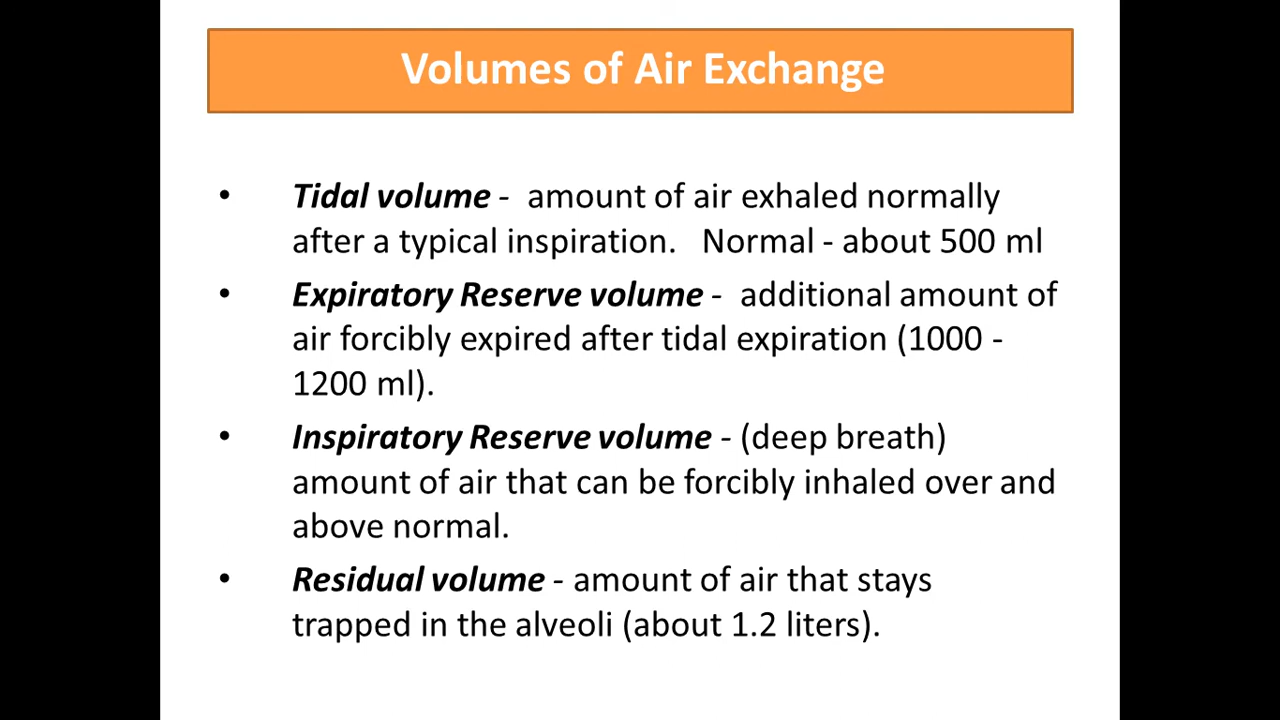 Volumes of Air Exchange
• Tidal volume - amount of air exhaled normally
after a typical inspiration. Normal - about 500 ml
• Expiratory Reserve volume - additional amount of
air forcibly expired after tidal expiration (1000 -
1200 ml).
• Inspiratory Reserve volume - (deep breath)
amount of air that can be forcibly inhaled over and
above normal.
• Residual volume - amount of air that stays
trapped in the alveoli (about 1.2 liters).